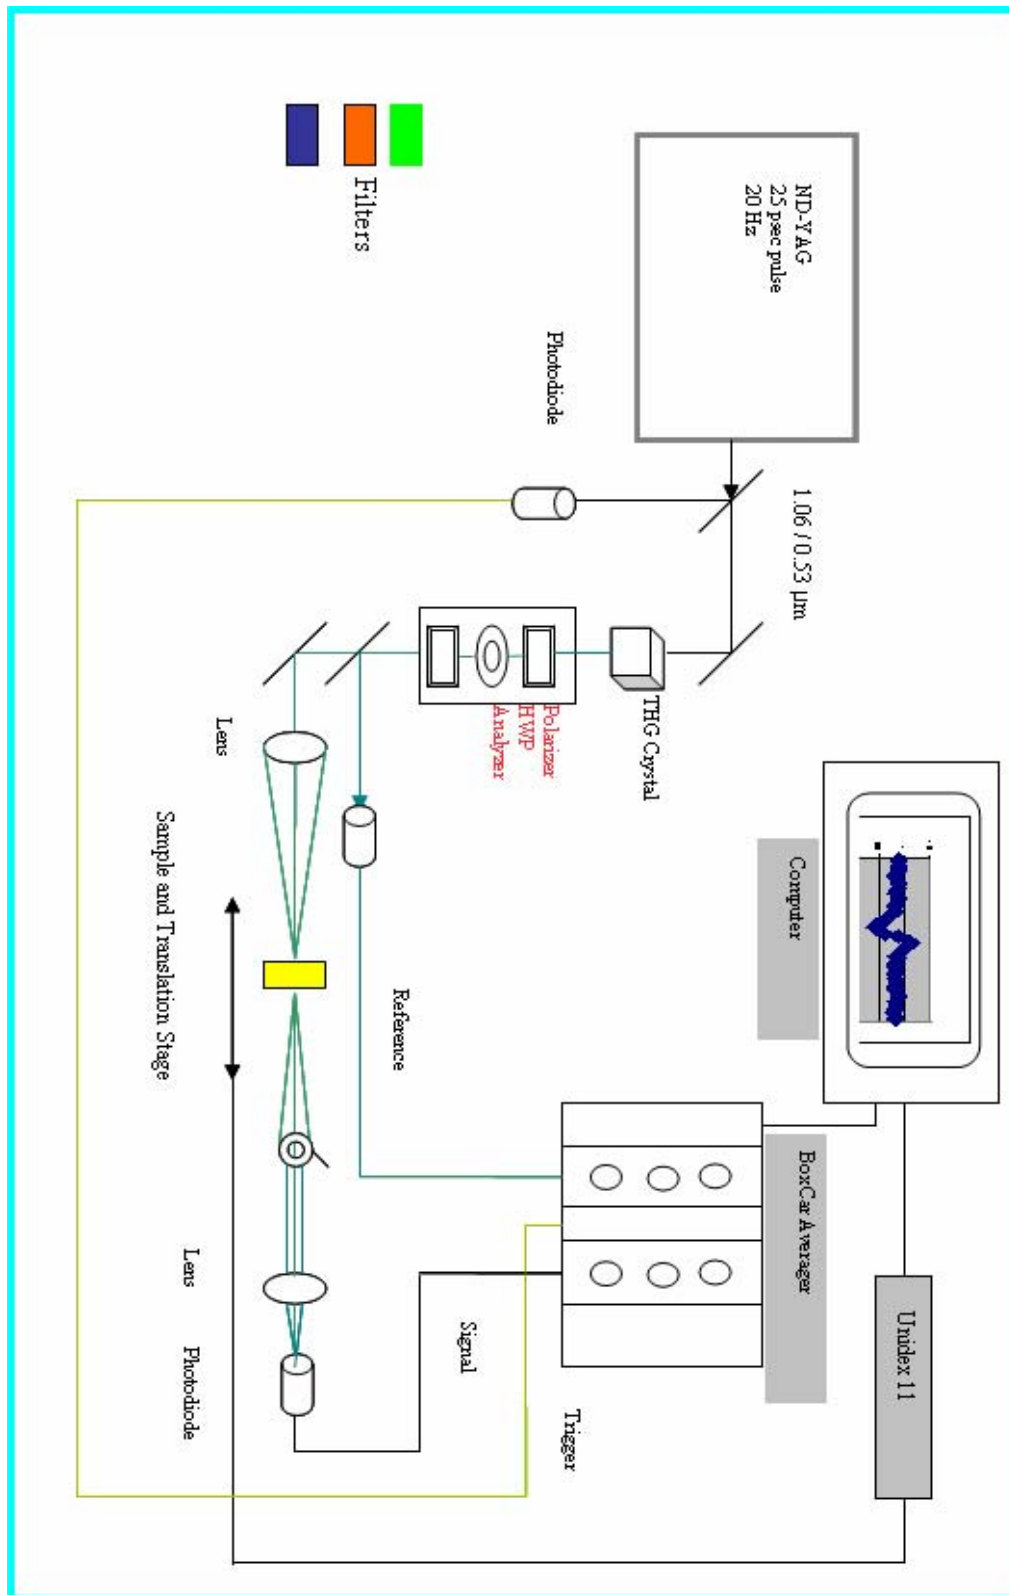 ND-YAG
25 psec pulse
20 Hz
1.06 / 0.53 µm
Filters
Photodiode
THG Crystal
Polarizer
HWP
Analyzer
Computer
BoxCar Averager
Unidex 11
Reference
Lens
Sample and Translation Stage
Lens
Photodiode
Signal
Trigger